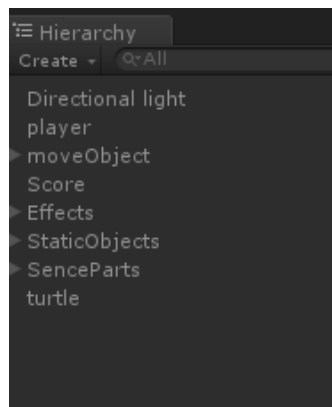 Hierarchy
Create All
Directional light
player
moveObject
Score
Effects
StaticObjects
SenceParts
turtle